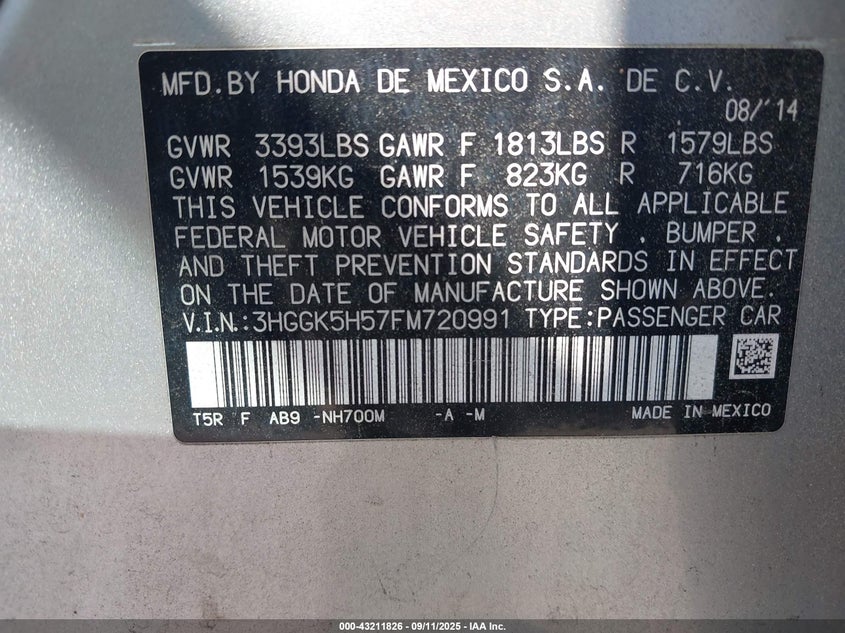 MFD.BY HONDA DE MEXICO S.A. DE C.V.
08/'14
GVWR 3393LBS GAWR F 1813LBS R 1579LBS
GVWR 1539KG GAWR F 823KG R 716KG
THIS VEHICLE CONFORMS TO ALL APPLICABLE
FEDERAL MOTOR VEHICLE SAFETY , BUMPER ,
AND THEFT PREVENTION STANDARDS IN EFFECT
ON THE DATE OF MANUFACTURE SHOWN ABOVE.
V.I.N.:3HGGK5H57FM720991 TYPE:PASSENGER CAR
T5R F AB9 -NH700M -A -M MADE IN MEXICO
000-43211826 - 09/11/2025 - IAA Inc.